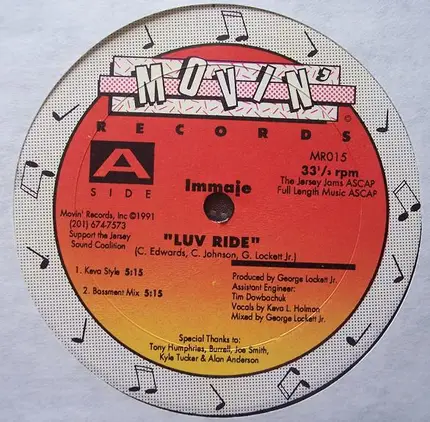 MOVIN'
©
RECORDS
A
SIDE
MR015
33⅓ rpm
The Jersey Jams ASCAP
Full Length Music ASCAP
Immaje
Movin' Records, Inc ©1991
(201) 674-7573
Support the Jersey
Sound Coalition
"LUV RIDE"
(C. Edwards, C. Johnson, G. Lockett Jr.)
1. Keva Style 5:15
2. Bassment Mix 5:15
Produced by George Lockett Jr.
Assistant Engineer:
Tim Dowbachuk
Vocals by Keva L. Holman
Mixed by George Lockett Jr.
Special Thanks to:
Tony Humphries, Burrell, Joe Smith,
Kyle Tucker & Alan Anderson